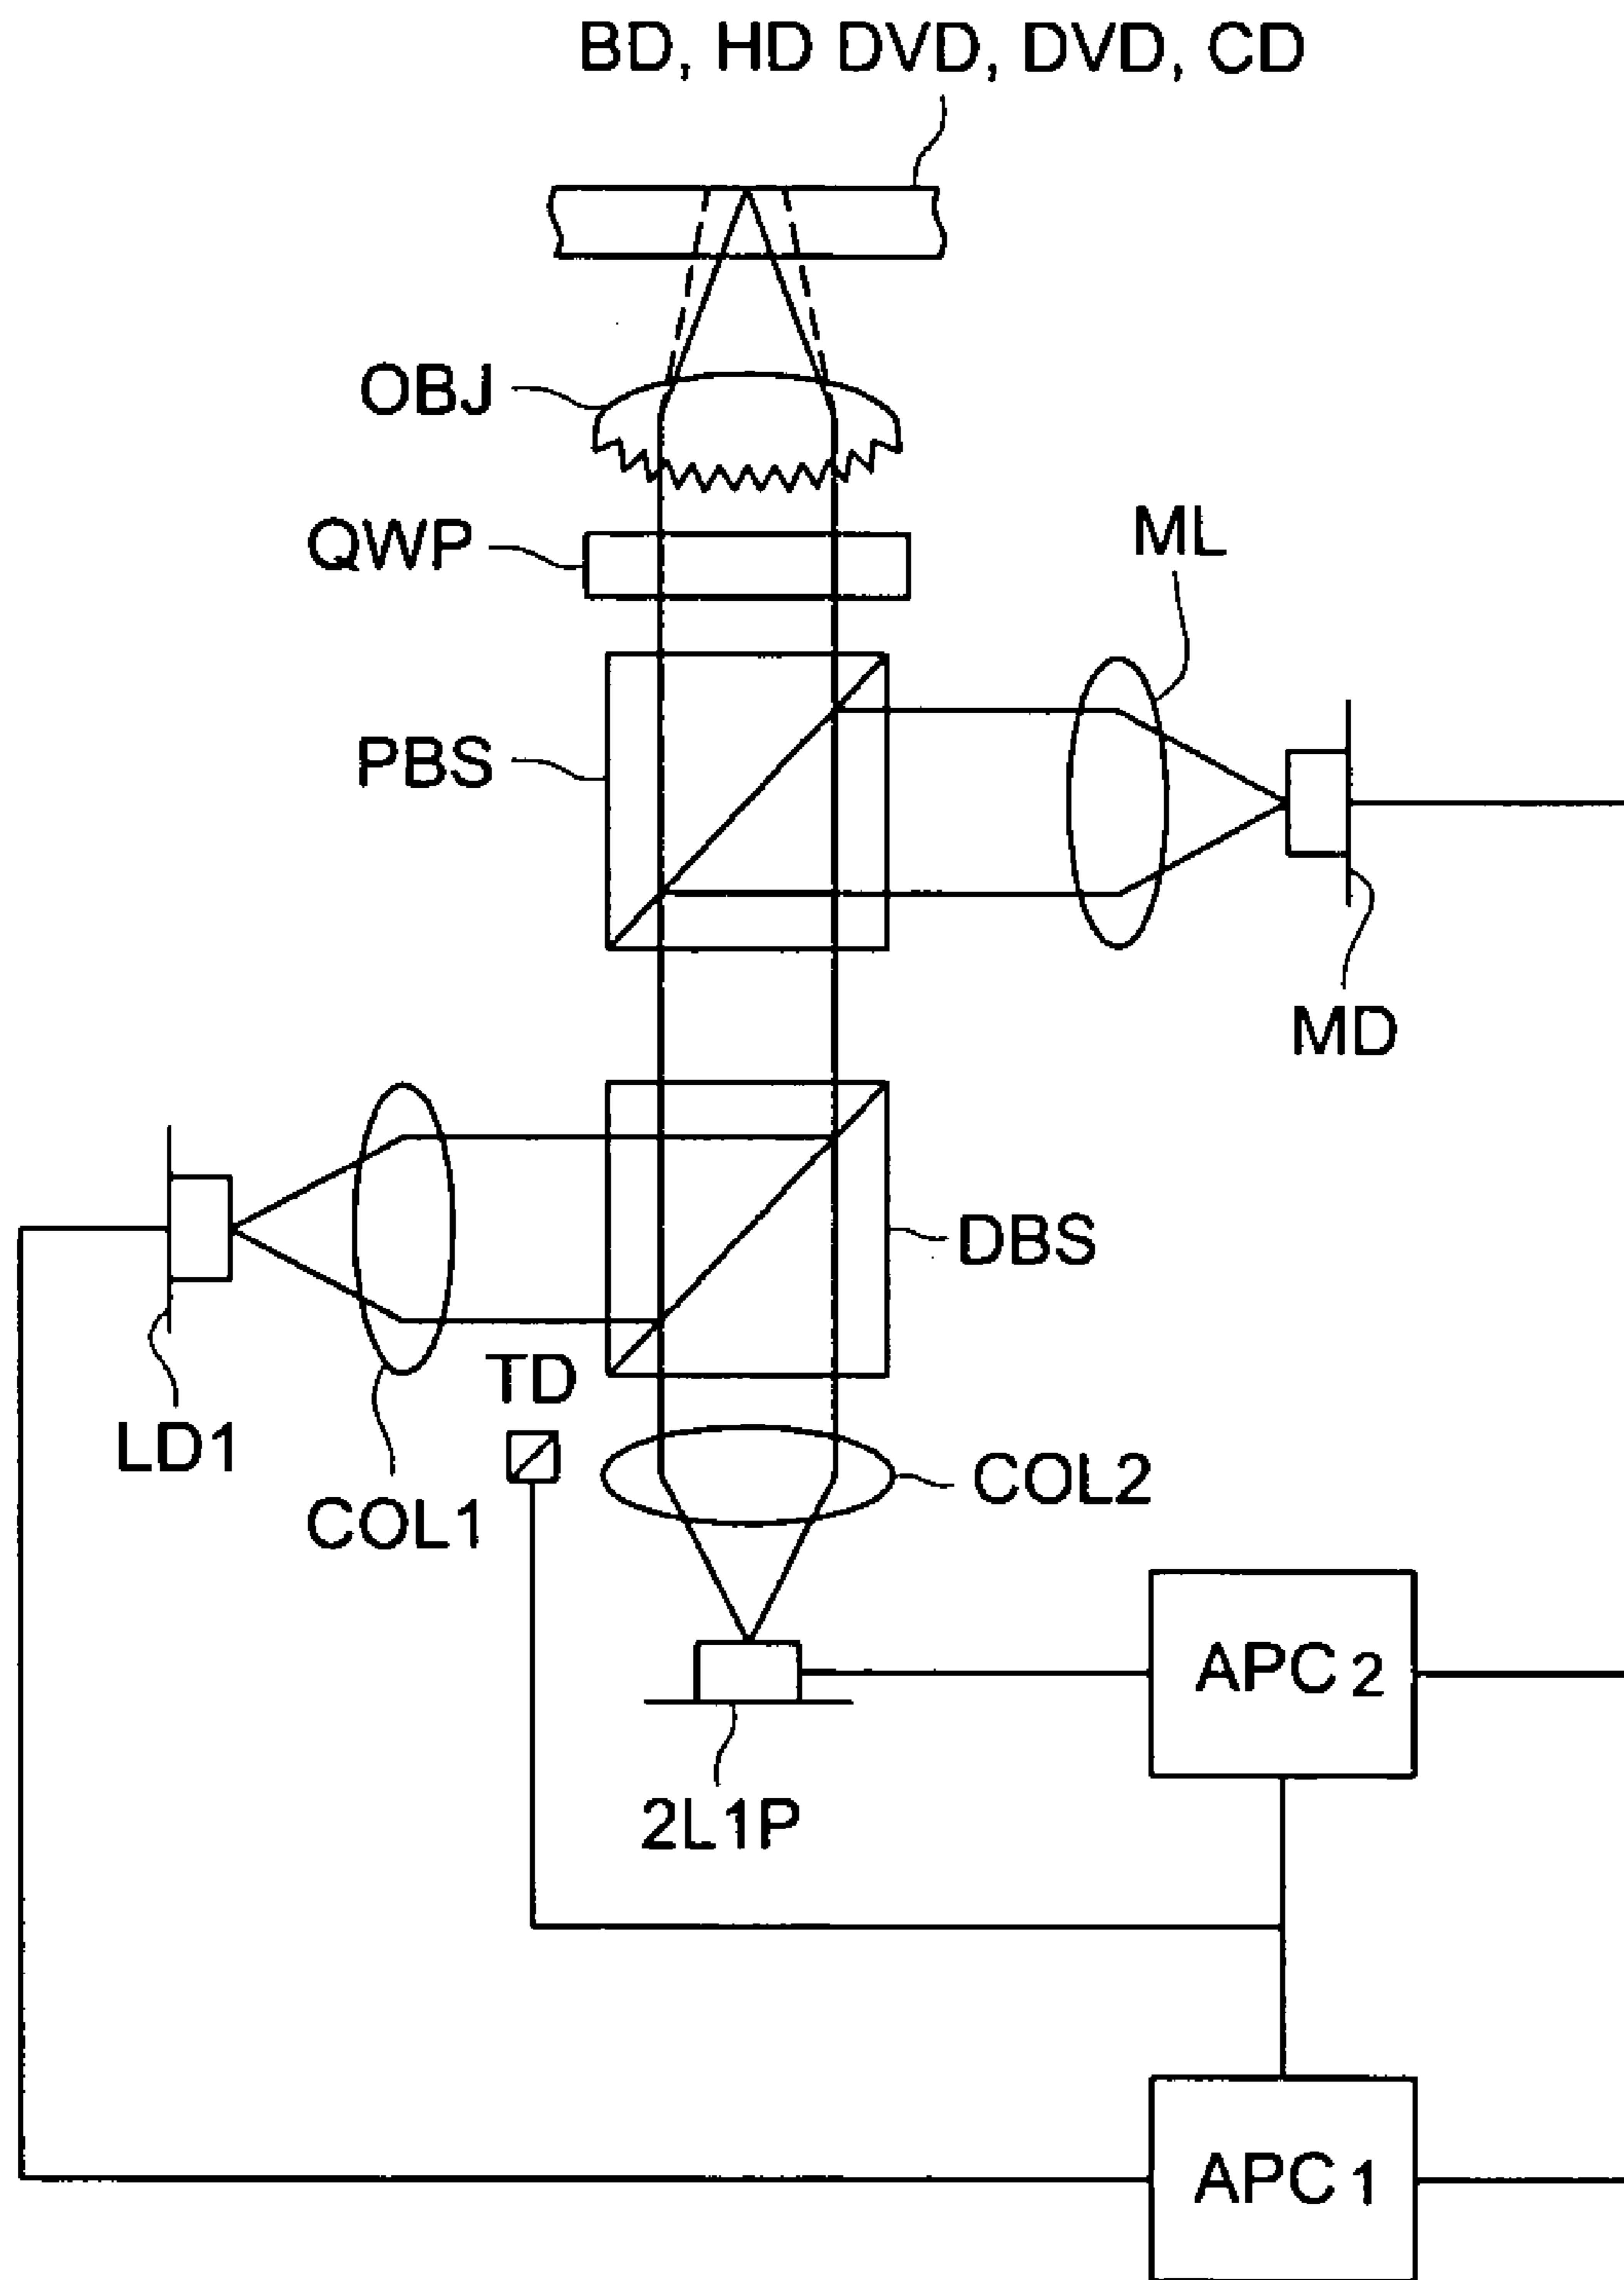 BD, HD DVD, DVD, CD
OBJ
QWP
ML
PBS
MD
DBS
TD
LD1
COL1
COL2
APC 2
2L1P
APC 1